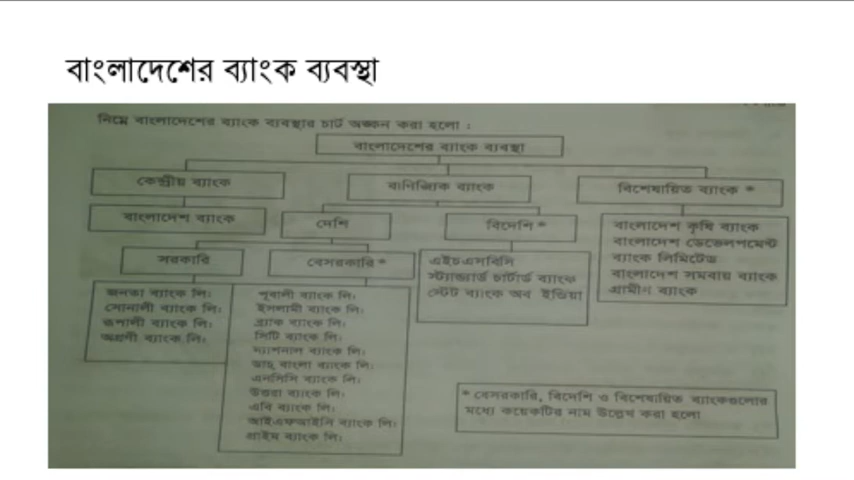 বাংলাদেশের ব্যাংক ব্যবস্থা
নিম্নে বাংলাদেশের ব্যাংক ব্যবস্থার চার্ট অঙ্কন করা হলো :
বাংলাদেশের ব্যাংক ব্যবস্থা
কেন্দ্রীয় ব্যাংক
বাণিজ্যিক ব্যাংক
বিশেষায়িত ব্যাংক *
বাংলাদেশ ব্যাংক
দেশি
বিদেশি *
বাংলাদেশ কৃষি ব্যাংক
বাংলাদেশ ডেভেলপমেন্ট
ব্যাংক লিমিটেড
বাংলাদেশ সমবায় ব্যাংক
গ্রামীণ ব্যাংক
সরকারি
বেসরকারি *
এইচএসবিসি
স্ট্যান্ডার্ড চার্টার্ড ব্যাংক
স্টেট ব্যাংক অব ইন্ডিয়া
জনতা ব্যাংক লি:
সোনালী ব্যাংক লি:
রূপালী ব্যাংক লি:
অগ্রণী ব্যাংক লি:
পূবালী ব্যাংক লি:
ইসলামী ব্যাংক লি:
ব্র্যাক ব্যাংক লি:
সিটি ব্যাংক লি:
ন্যাশনাল ব্যাংক লি:
ডাচ্ বাংলা ব্যাংক লি:
এনসিসি ব্যাংক লি:
উত্তরা ব্যাংক লি:
এবি ব্যাংক লি:
আইএফআইসি ব্যাংক লি:
প্রাইম ব্যাংক লি:
* বেসরকারি, বিদেশি ও বিশেষায়িত ব্যাংকগুলোর
মধ্যে কয়েকটির নাম উল্লেখ করা হলো